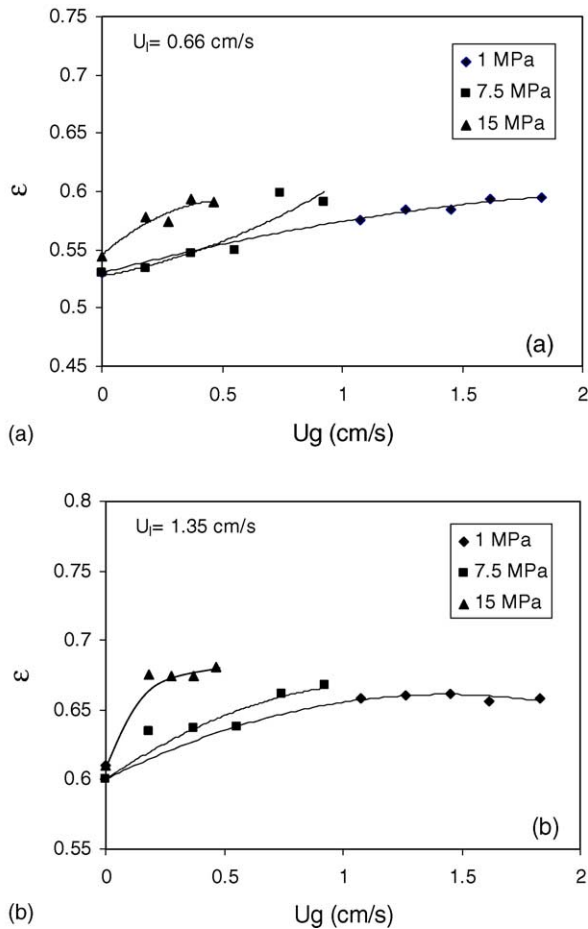 0.75
U_l= 0.66 cm/s
1 MPa
0.7
7.5 MPa
15 MPa
0.65
0.6
ε
0.55
0.5
(a)
0.45
0 0.5 1 1.5 2
(a) Ug (cm/s)
0.8
U_l= 1.35 cm/s
1 MPa
0.75
7.5 MPa
15 MPa
0.7
ε
0.65
0.6
(b)
0.55
0 0.5 1 1.5 2
(b) Ug (cm/s)